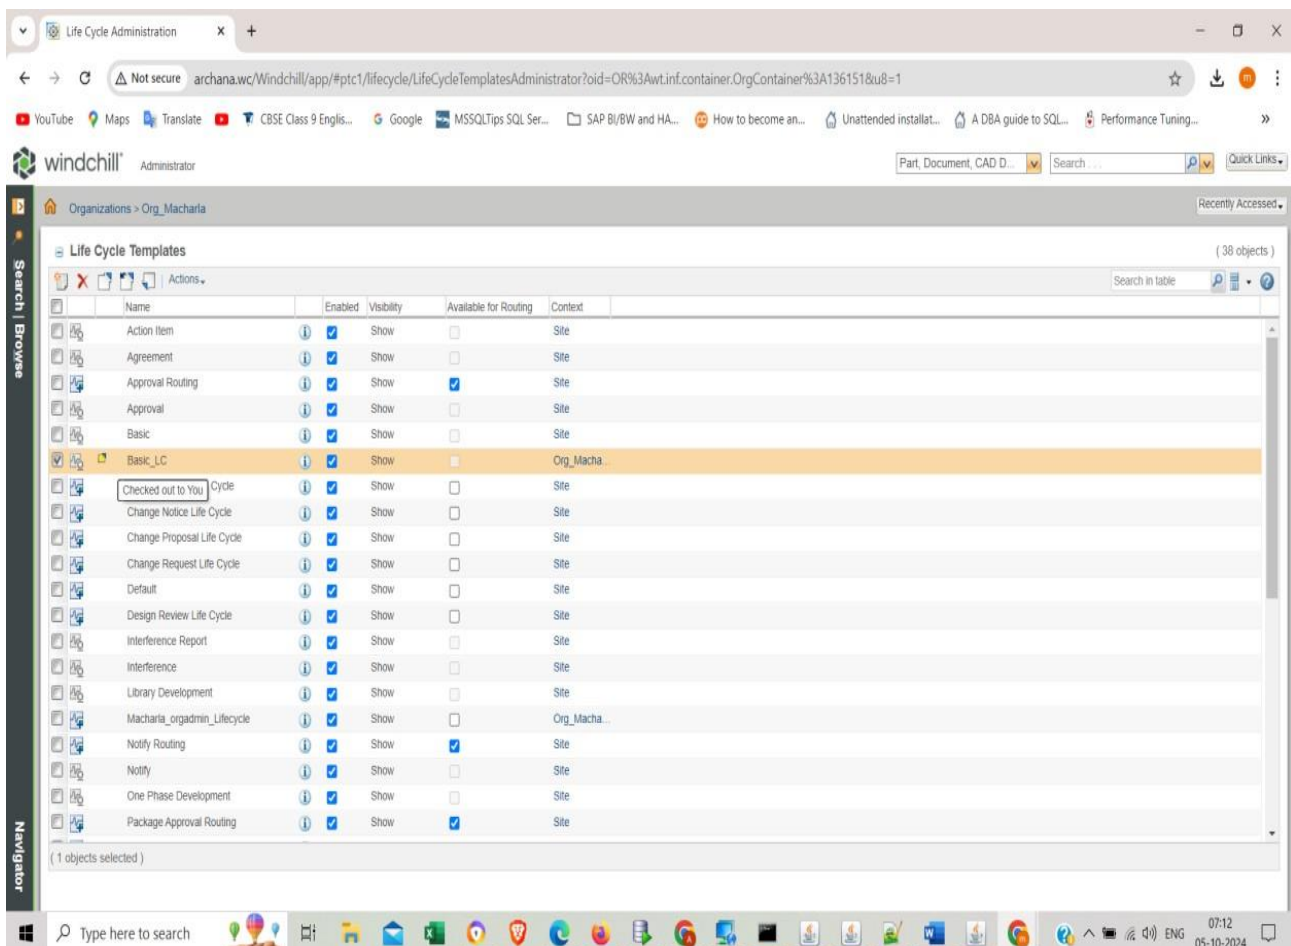 Life Cycle Administration
Not secure archana.wc/Windchill/app/#ptc1/lifecycle/LifeCycleTemplatesAdministrator?oid=OR%3Awt.inf.container.OrgContainer%3A136151&u8=1
m
YouTube Maps Translate CBSE Class 9 Englis... Google MSSQLTips SQL Ser... SAP BI/BW and HA... How to become an... Unattended installat... A DBA guide to SQL... Performance Tuning... »
windchill Administrator Part, Document, CAD D... Search . . . Quick Links
Organizations > Org_Macharla Recently Accessed
Search | Browse
Navigator
Life Cycle Templates ( 38 objects )
Actions Search in table
Name Enabled Visibility Available for Routing Context
Action Item Show Site
Agreement Show Site
Approval Routing Show Site
Approval Show Site
Basic Show Site
Basic_LC Show Org_Macha...
Checked out to You Cycle Show Site
Change Notice Life Cycle Show Site
Change Proposal Life Cycle Show Site
Change Request Life Cycle Show Site
Default Show Site
Design Review Life Cycle Show Site
Interference Report Show Site
Interference Show Site
Library Development Show Site
Macharla_orgadmin_Lifecycle Show Org_Macha...
Notify Routing Show Site
Notify Show Site
One Phase Development Show Site
Package Approval Routing Show Site
( 1 objects selected )
Type here to search ENG 07:12
05-10-2024